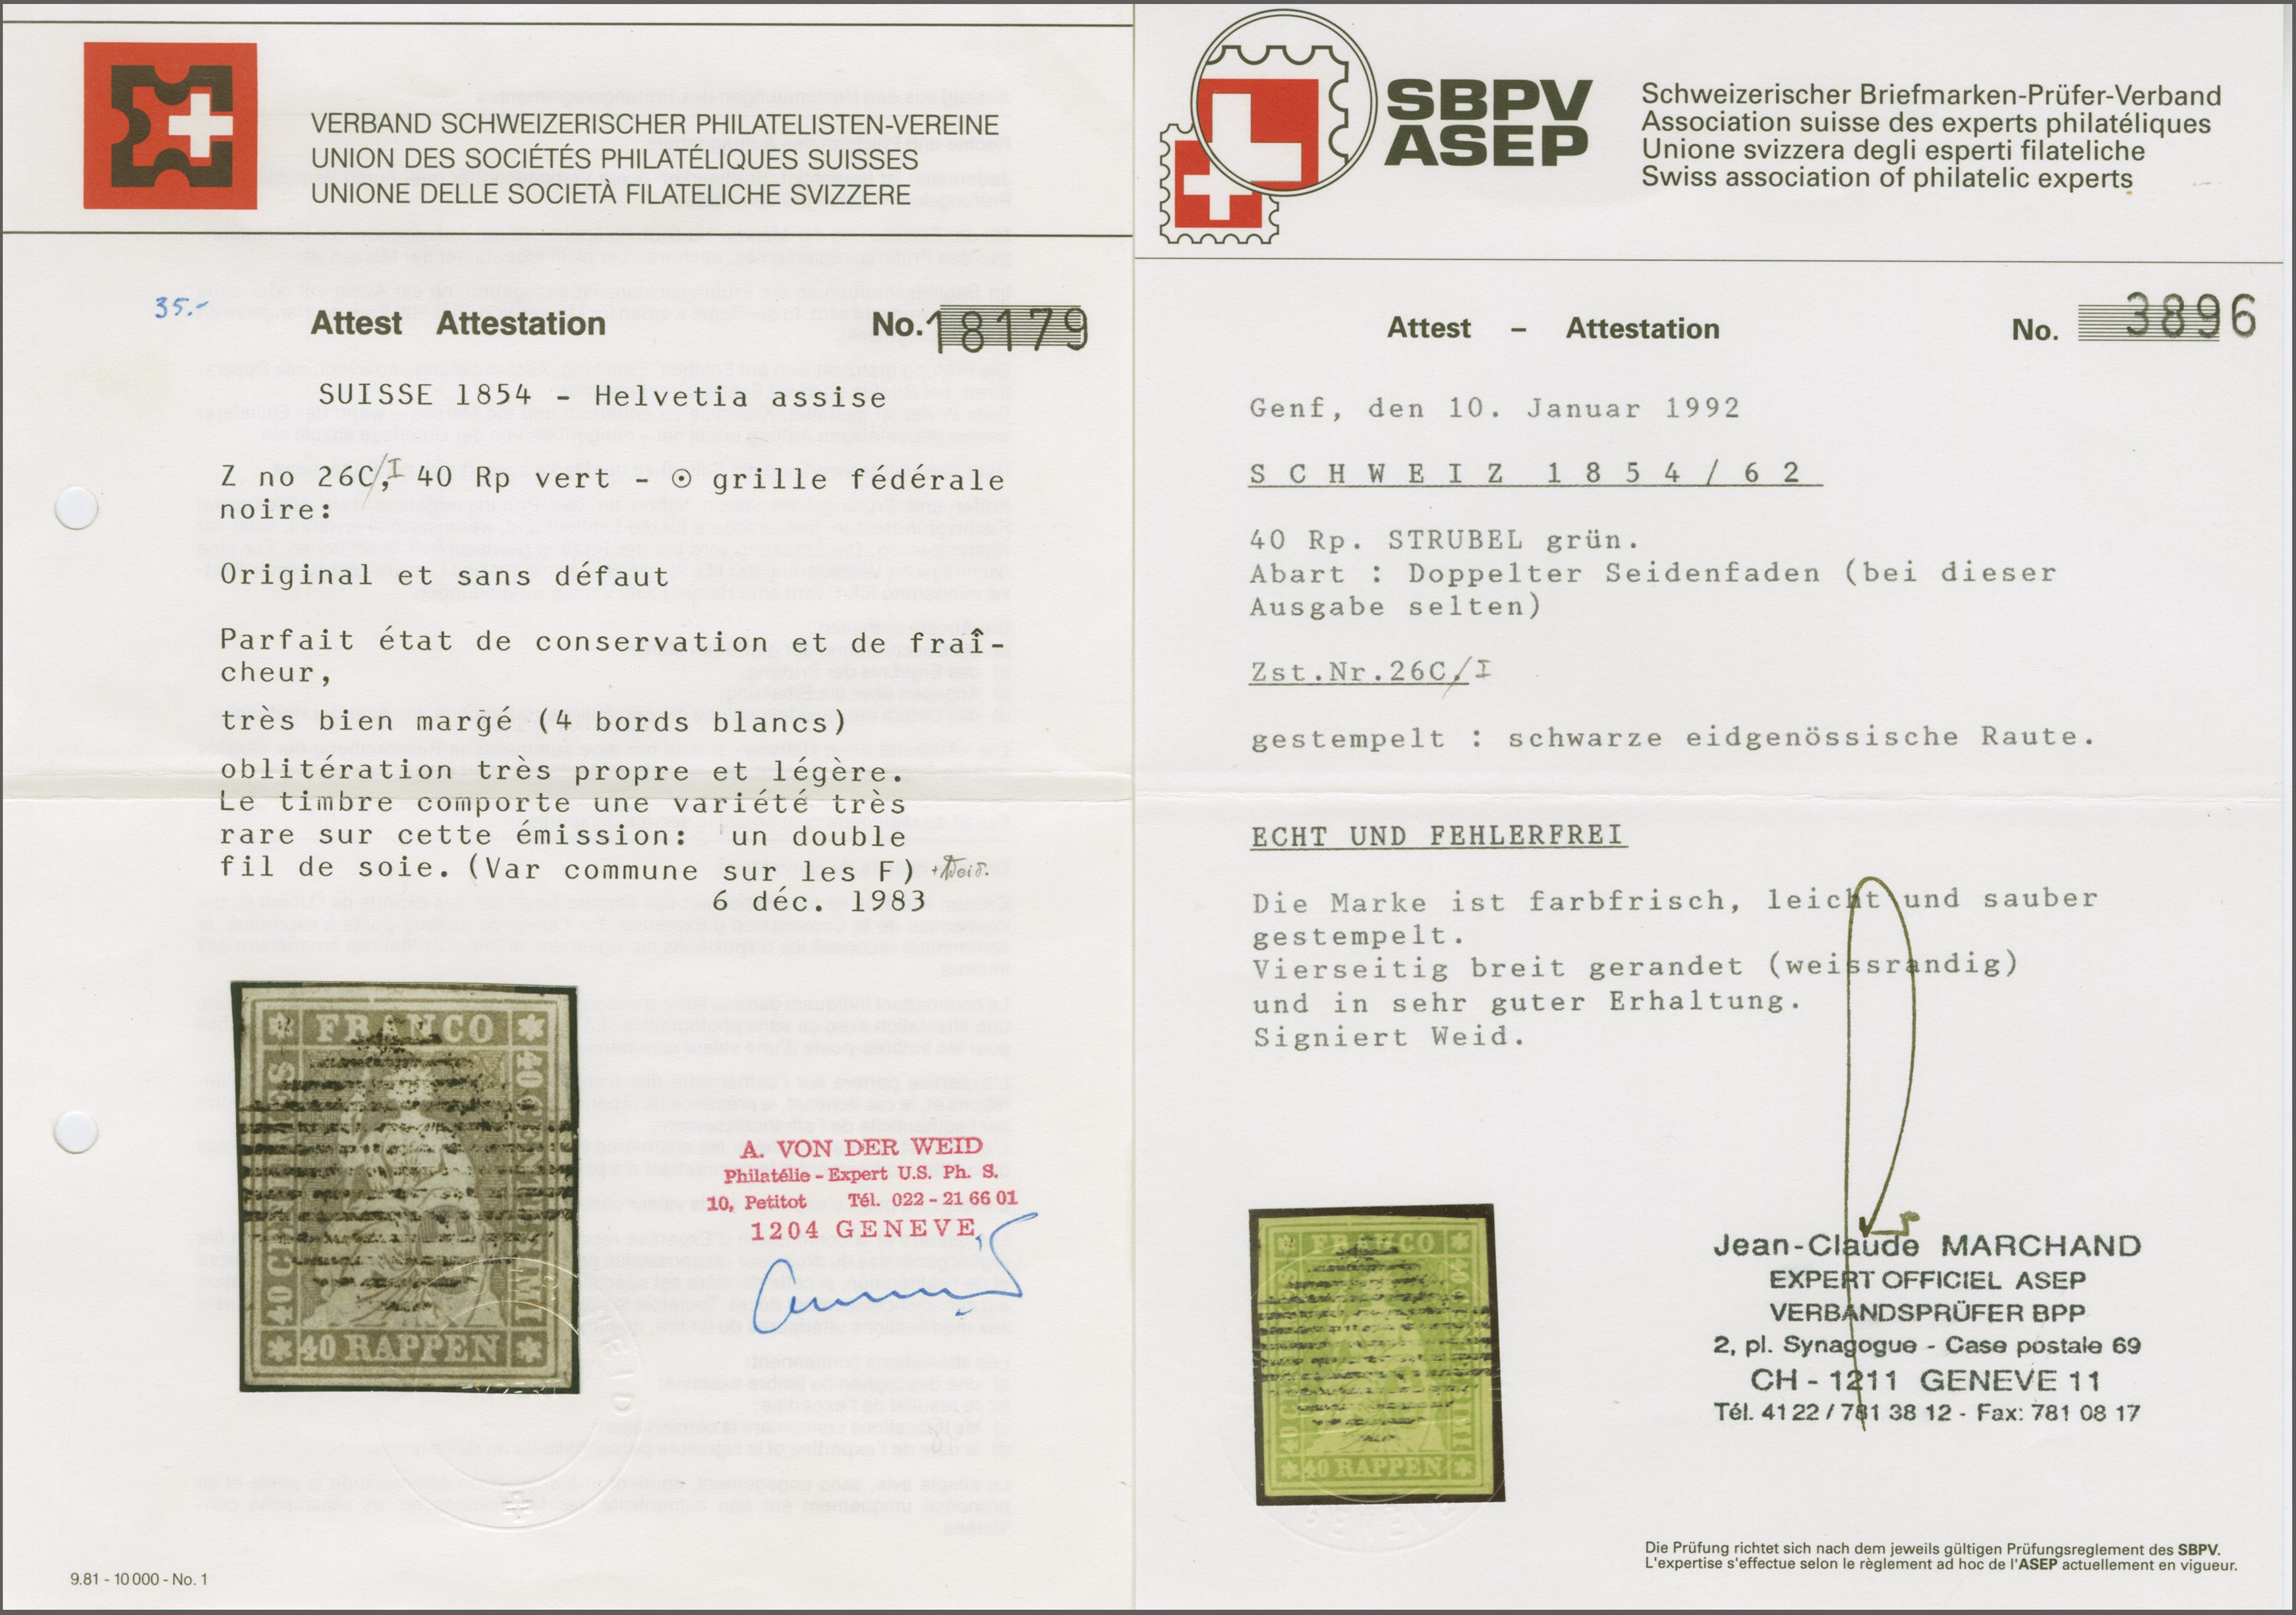 VERBAND SCHWEIZERISCHER PHILATELISTEN-VEREINE
UNION DES SOCIÉTÉS PHILATÉLIQUES SUISSES
UNIONE DELLE SOCIETÀ FILATELICHE SVIZZERE
35.-
Attest Attestation No. 18179
SUISSE 1854 - Helvetia assise
Z no 26C/I, 40 Rp vert - ⊙ grille fédérale
noire:
Original et sans défaut
Parfait état de conservation et de fraî-
cheur,
très bien margé (4 bords blancs)
oblitération très propre et légère.
Le timbre comporte une variété très
rare sur cette émission: un double
fil de soie. (Var commune sur les F) + Weid.
6 déc. 1983
FRANCO
40 CENTIMES
40 RAPPEN
A. VON DER WEID
Philatélie - Expert U.S. Ph. S.
10, Petitot Tél. 022 - 21 66 01
1204 GENEVE
9.81 - 10 000 - No. 1
SBPV
ASEP
Schweizerischer Briefmarken-Prüfer-Verband
Association suisse des experts philatéliques
Unione svizzera degli esperti filateliche
Swiss association of philatelic experts
Attest – Attestation No. 3896
Genf, den 10. Januar 1992
S C H W E I Z 1 8 5 4 / 6 2
40 Rp. STRUBEL grün.
Abart : Doppelter Seidenfaden (bei dieser
Ausgabe selten)
Zst.Nr.26C/I
gestempelt : schwarze eidgenössische Raute.
ECHT UND FEHLERFREI
Die Marke ist farbfrisch, leicht und sauber
gestempelt.
Vierseitig breit gerandet (weissrandig)
und in sehr guter Erhaltung.
Signiert Weid.
FRANCO
40 RAPPEN
Jean-Claude MARCHAND
EXPERT OFFICIEL ASEP
VERBANDSPRÜFER BPP
2, pl. Synagogue - Case postale 69
CH - 1211 GENEVE 11
Tél. 41 22 / 781 38 12 - Fax: 781 08 17
Die Prüfung richtet sich nach dem jeweils gültigen Prüfungsreglement des SBPV.
L'expertise s'effectue selon le règlement ad hoc de l'ASEP actuellement en vigueur.